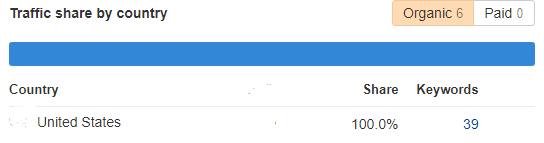 Traffic share by country Organic 6 Paid 0
Country Share Keywords
United States 100.0% 39